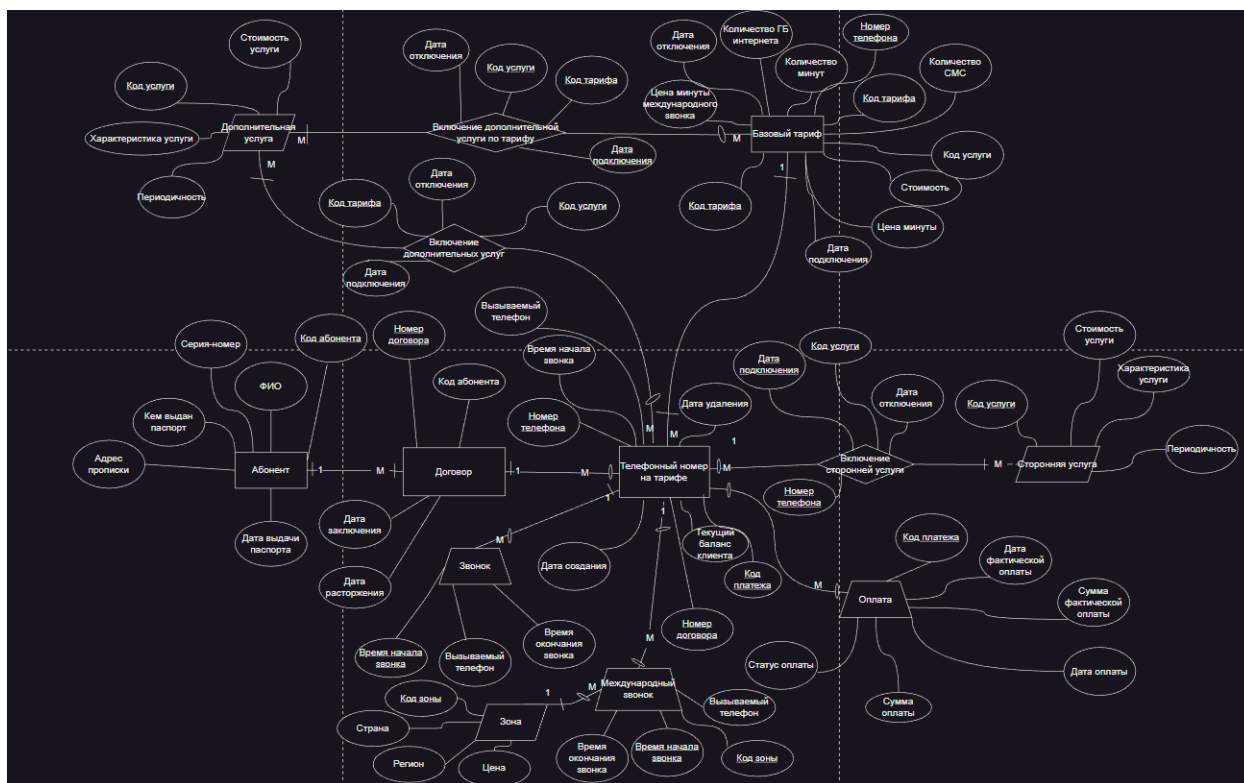 Стоимость
услуги
Код услуги
Характеристика услуги
Дополнительная
услуга
Периодичность
М
М
Дата
отключения
Код услуги
Код тарифа
Включение дополнительной
услуги по тарифу
Дата
подключения
Дата
отключения
Количество ГБ
интернета
Номер
телефона
Количество
минут
Количество
СМС
Цена минуты
международного
звонка
Код тарифа
Базовый тариф
М
1
Код услуги
Стоимость
Код тарифа
Цена минуты
Дата
подключения
Дата
отключения
Код тарифа
Код услуги
Включение
дополнительных услуг
Дата
подключения
Вызываемый
телефон
Время начала
звонка
Номер
телефона
Дата удаления
М
М
Серия-номер
Код абонента
ФИО
Кем выдан
паспорт
Адрес
прописки
Абонент
Дата выдачи
паспорта
1
М
Номер
договора
Код абонента
Договор
Дата
заключения
Дата
расторжения
1
М
Телефонный номер
на тарифе
1
М
1
1
Дата создания
Текущий
баланс
клиента
Код
платежа
Номер
договора
Дата
подключения
Код услуги
Дата
отключения
Включение
сторонней услуги
Номер
телефона
М
Стоимость
услуги
Характеристика
услуги
Код услуги
Сторонняя услуга
Периодичность
М
Звонок
Время начала
звонка
Вызываемый
телефон
Время
окончания
звонка
М
Международный
звонок
Вызываемый
телефон
Время
окончания
звонка
Время начала
звонка
Код зоны
1
М
Код зоны
Страна
Зона
Регион
Цена
М
Код платежа
Дата
фактической
оплаты
Сумма
фактической
оплаты
Оплата
Статус оплаты
Сумма
оплаты
Дата оплаты